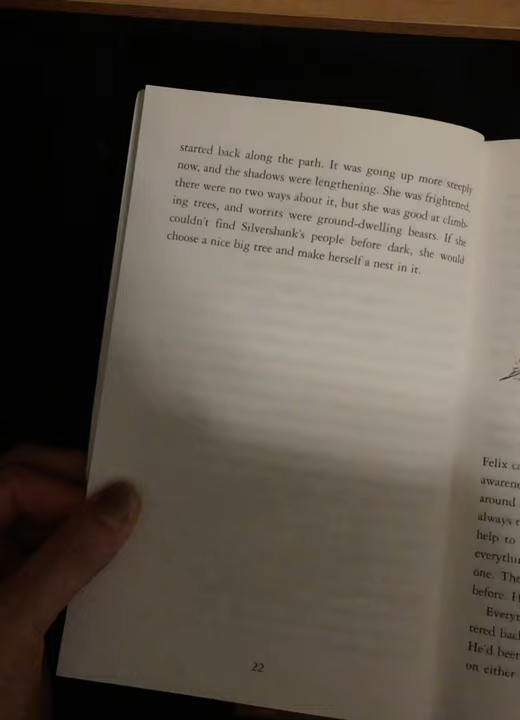 started back along the path. It was going up more steeply
now, and the shadows were lengthening. She was frightened,
there were no two ways about it, but she was good at climb-
ing trees, and worrits were ground-dwelling beasts. If she
couldn't find Silvershank's people before dark, she would
choose a nice big tree and make herself a nest in it.
22
Felix
around
always
help to
one. The
before.
He'd been
on either